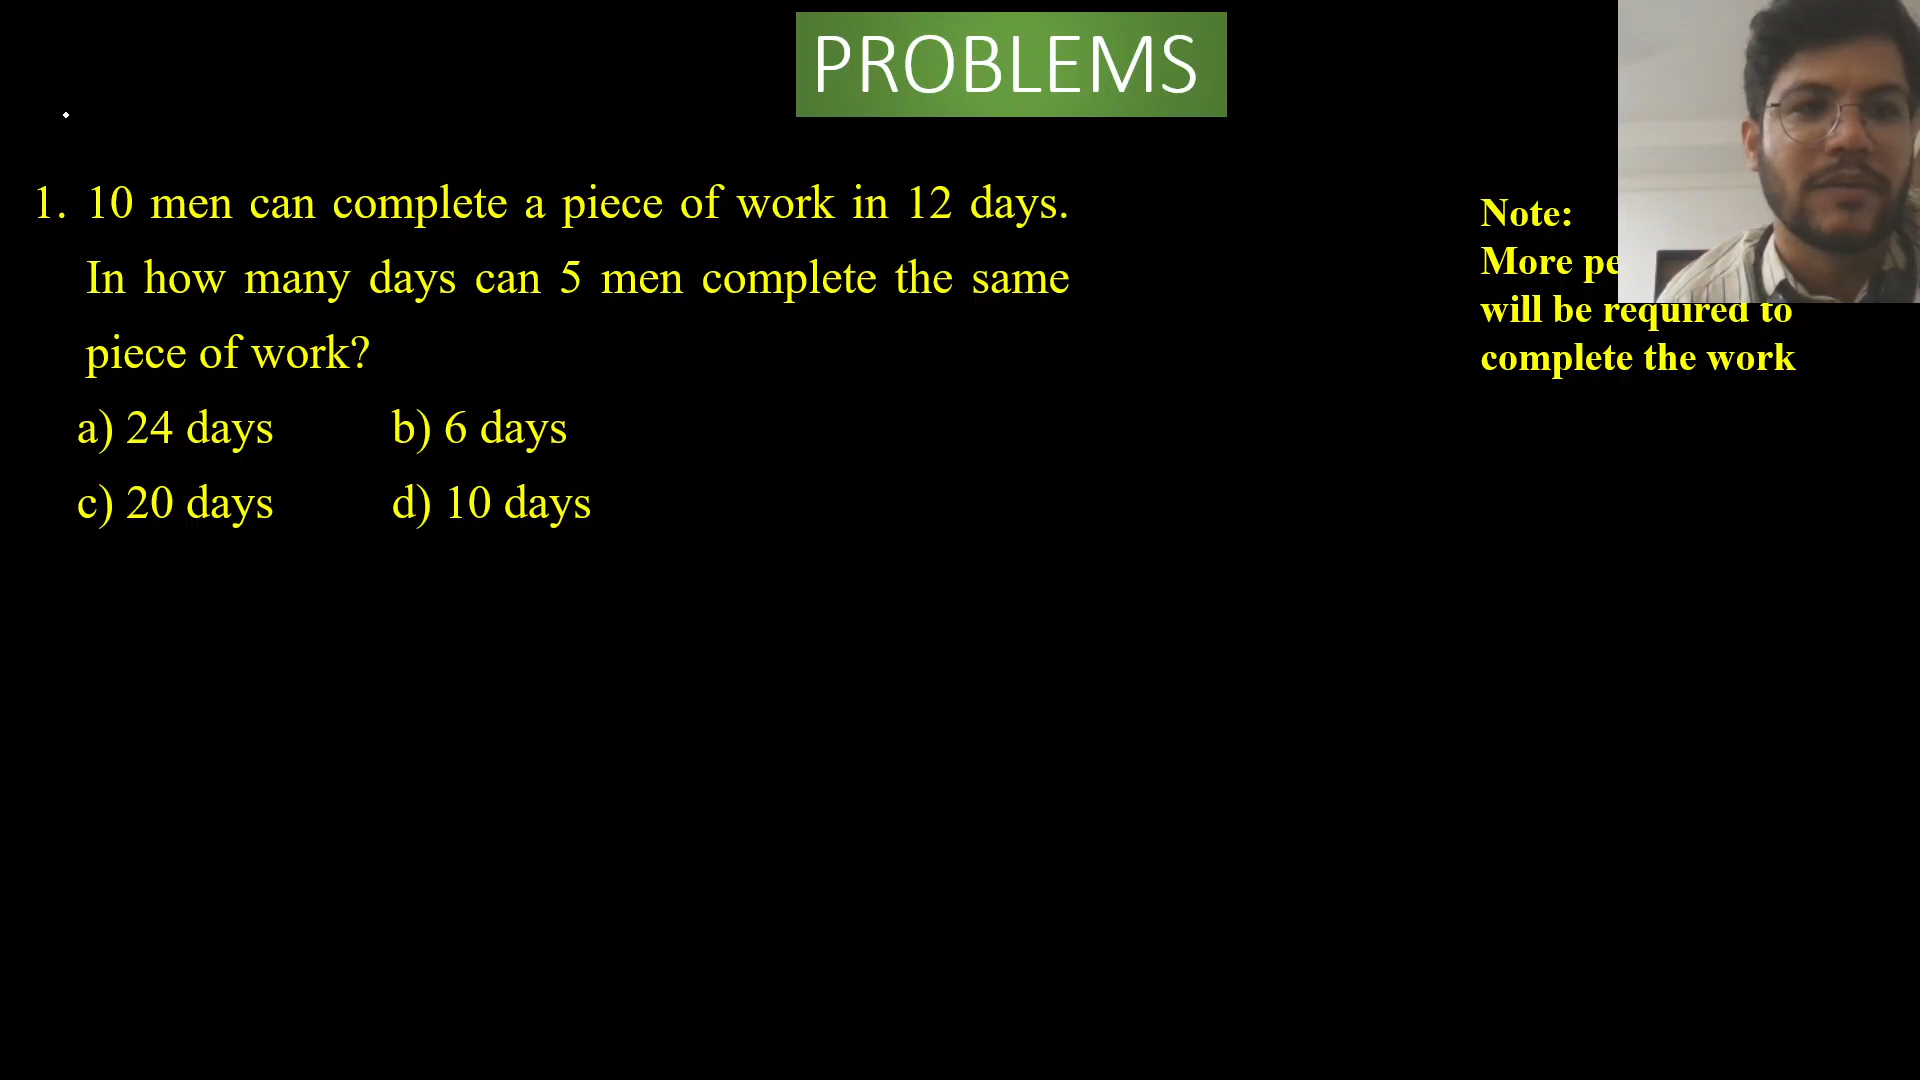 PROBLEMS
1. 10 men can complete a piece of work in 12 days.
In how many days can 5 men complete the same
piece of work?
a) 24 days b) 6 days
c) 20 days d) 10 days
Note:
More
will be required to
complete the work